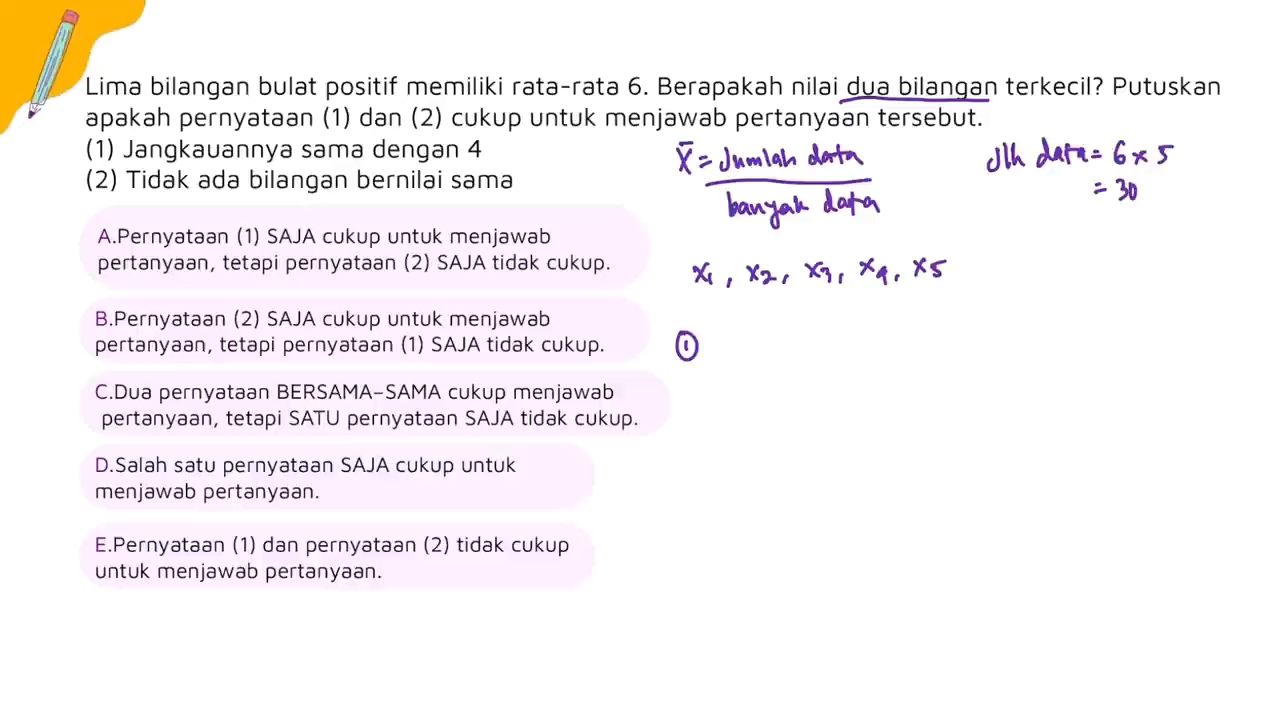 Lima bilangan bulat positif memiliki rata-rata 6. Berapakah nilai dua bilangan terkecil? Putuskan
apakah pernyataan (1) dan (2) cukup untuk menjawab pertanyaan tersebut.
(1) Jangkauannya sama dengan 4
(2) Tidak ada bilangan bernilai sama
x̄ = Jumlah data
banyak data
Jlh data = 6 x 5
= 30
A.Pernyataan (1) SAJA cukup untuk menjawab
pertanyaan, tetapi pernyataan (2) SAJA tidak cukup.
x1, x2, x3, x4, x5
B.Pernyataan (2) SAJA cukup untuk menjawab
pertanyaan, tetapi pernyataan (1) SAJA tidak cukup.
①
C.Dua pernyataan BERSAMA-SAMA cukup menjawab
pertanyaan, tetapi SATU pernyataan SAJA tidak cukup.
D.Salah satu pernyataan SAJA cukup untuk
menjawab pertanyaan.
E.Pernyataan (1) dan pernyataan (2) tidak cukup
untuk menjawab pertanyaan.